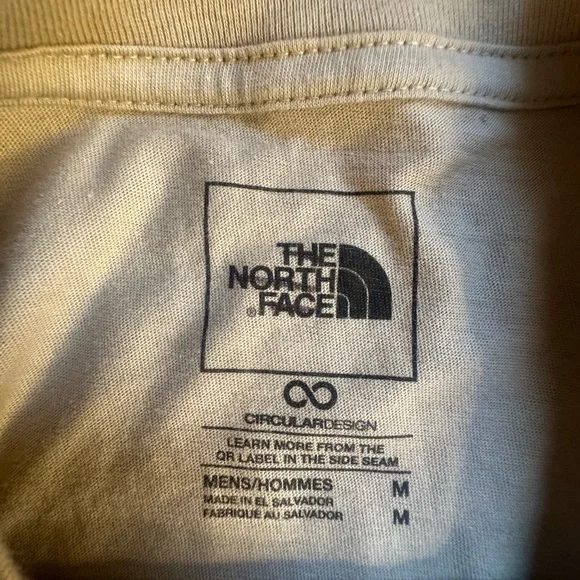 THE
NORTH
®FACE
CIRCULARDESIGN
LEARN MORE FROM THE
QR LABEL IN THE SIDE SEAM
MENS/HOMMES M
MADE IN EL SALVADOR
FABRIQUÉ AU SALVADOR M